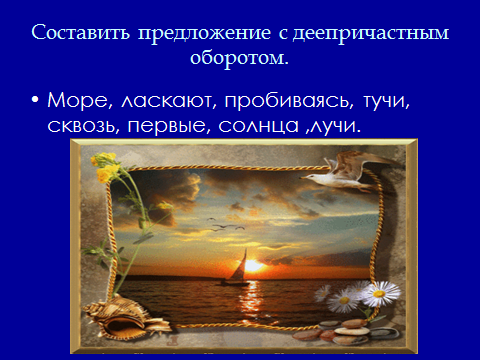 Составить предложение с деепричастным
оборотом.
• Море, ласкают, пробиваясь, тучи,
сквозь, первые, солнца ,лучи.